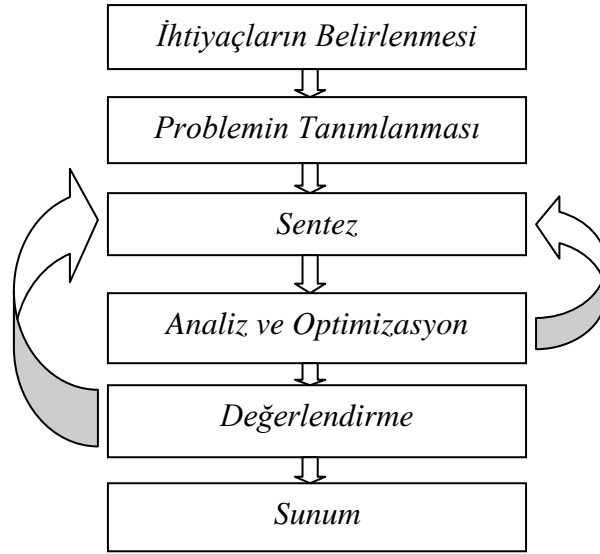 İhtiyaçların Belirlenmesi
Problemin Tanımlanması
Sentez
Analiz ve Optimizasyon
Değerlendirme
Sunum